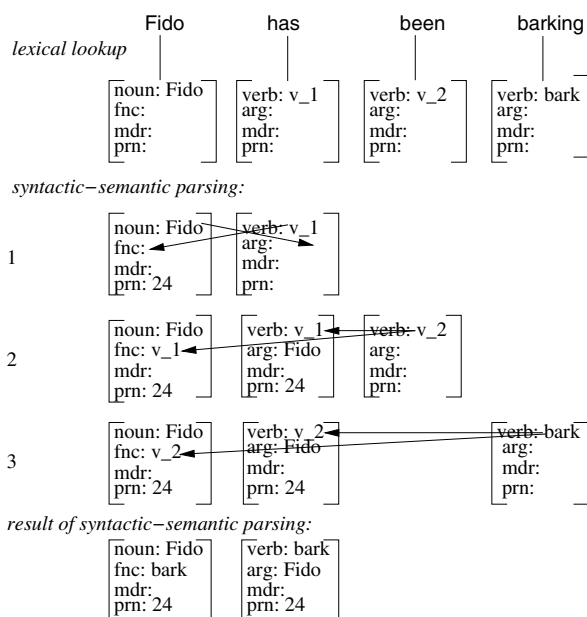 Fido has been barking
lexical lookup
noun: Fido verb: v_1 verb: v_2 verb: bark
fnc: arg: arg: arg:
mdr: mdr: mdr: mdr:
prn: prn: prn: prn:
syntactic−semantic parsing:
noun: Fido verb: v_1
fnc: arg:
1
mdr: mdr:
prn: 24 prn:
noun: Fido verb: v_1 verb: v_2
fnc: v_1 arg: Fido arg:
2
mdr: mdr: mdr:
prn: 24 prn: 24 prn:
noun: Fido verb: v_2 verb: bark
fnc: v_2 arg: Fido arg:
3
mdr: mdr: mdr:
prn: 24 prn: 24 prn:
result of syntactic−semantic parsing:
noun: Fido verb: bark
fnc: bark arg: Fido
mdr: mdr:
prn: 24 prn: 24